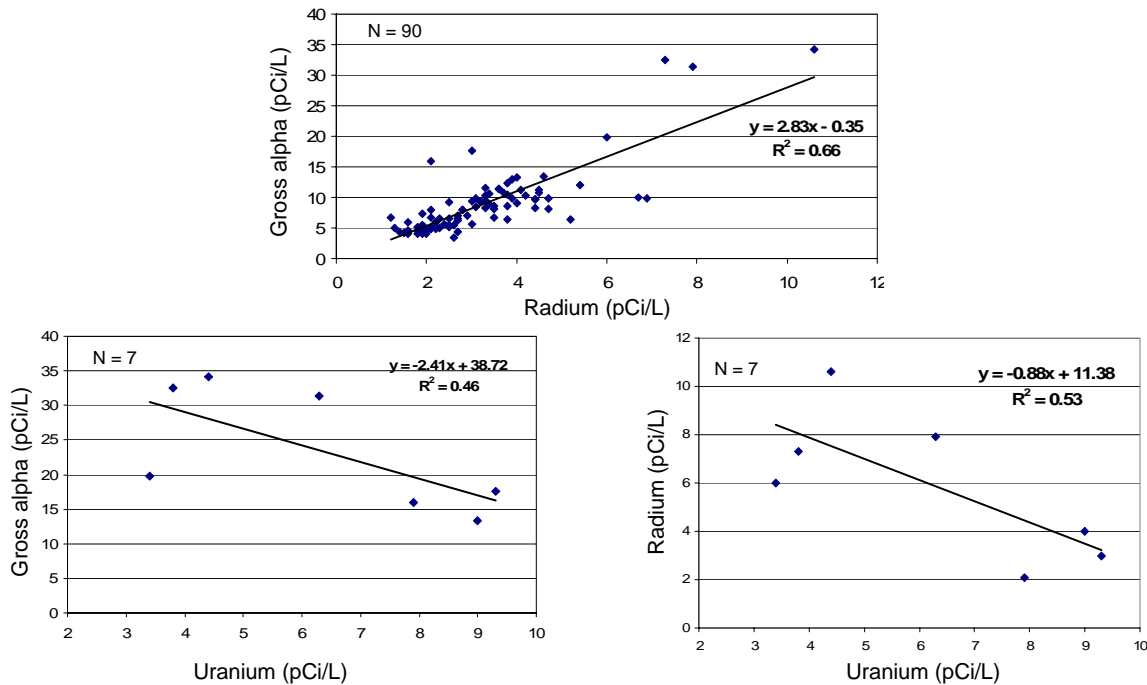 40
N = 90
35
30
25
20
15
10
5
0
Gross alpha (pCi/L)
y = 2.83x - 0.35
R² = 0.66
0 2 4 6 8 10 12
Radium (pCi/L)
40
N = 7
35
30
25
20
15
10
5
0
Gross alpha (pCi/L)
y = -2.41x + 38.72
R² = 0.46
2 3 4 5 6 7 8 9 10
Uranium (pCi/L)
12
N = 7
10
8
6
4
2
0
Radium (pCi/L)
y = -0.88x + 11.38
R² = 0.53
2 3 4 5 6 7 8 9 10
Uranium (pCi/L)